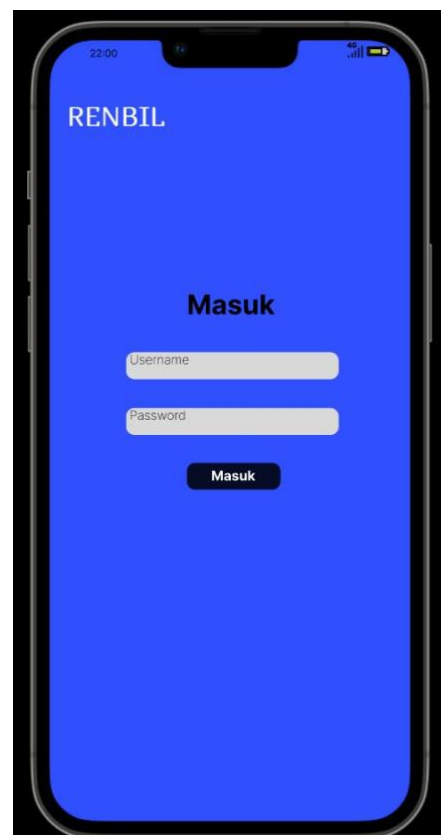 22:00
4G
RENBIL
Masuk
Username
Password
Masuk